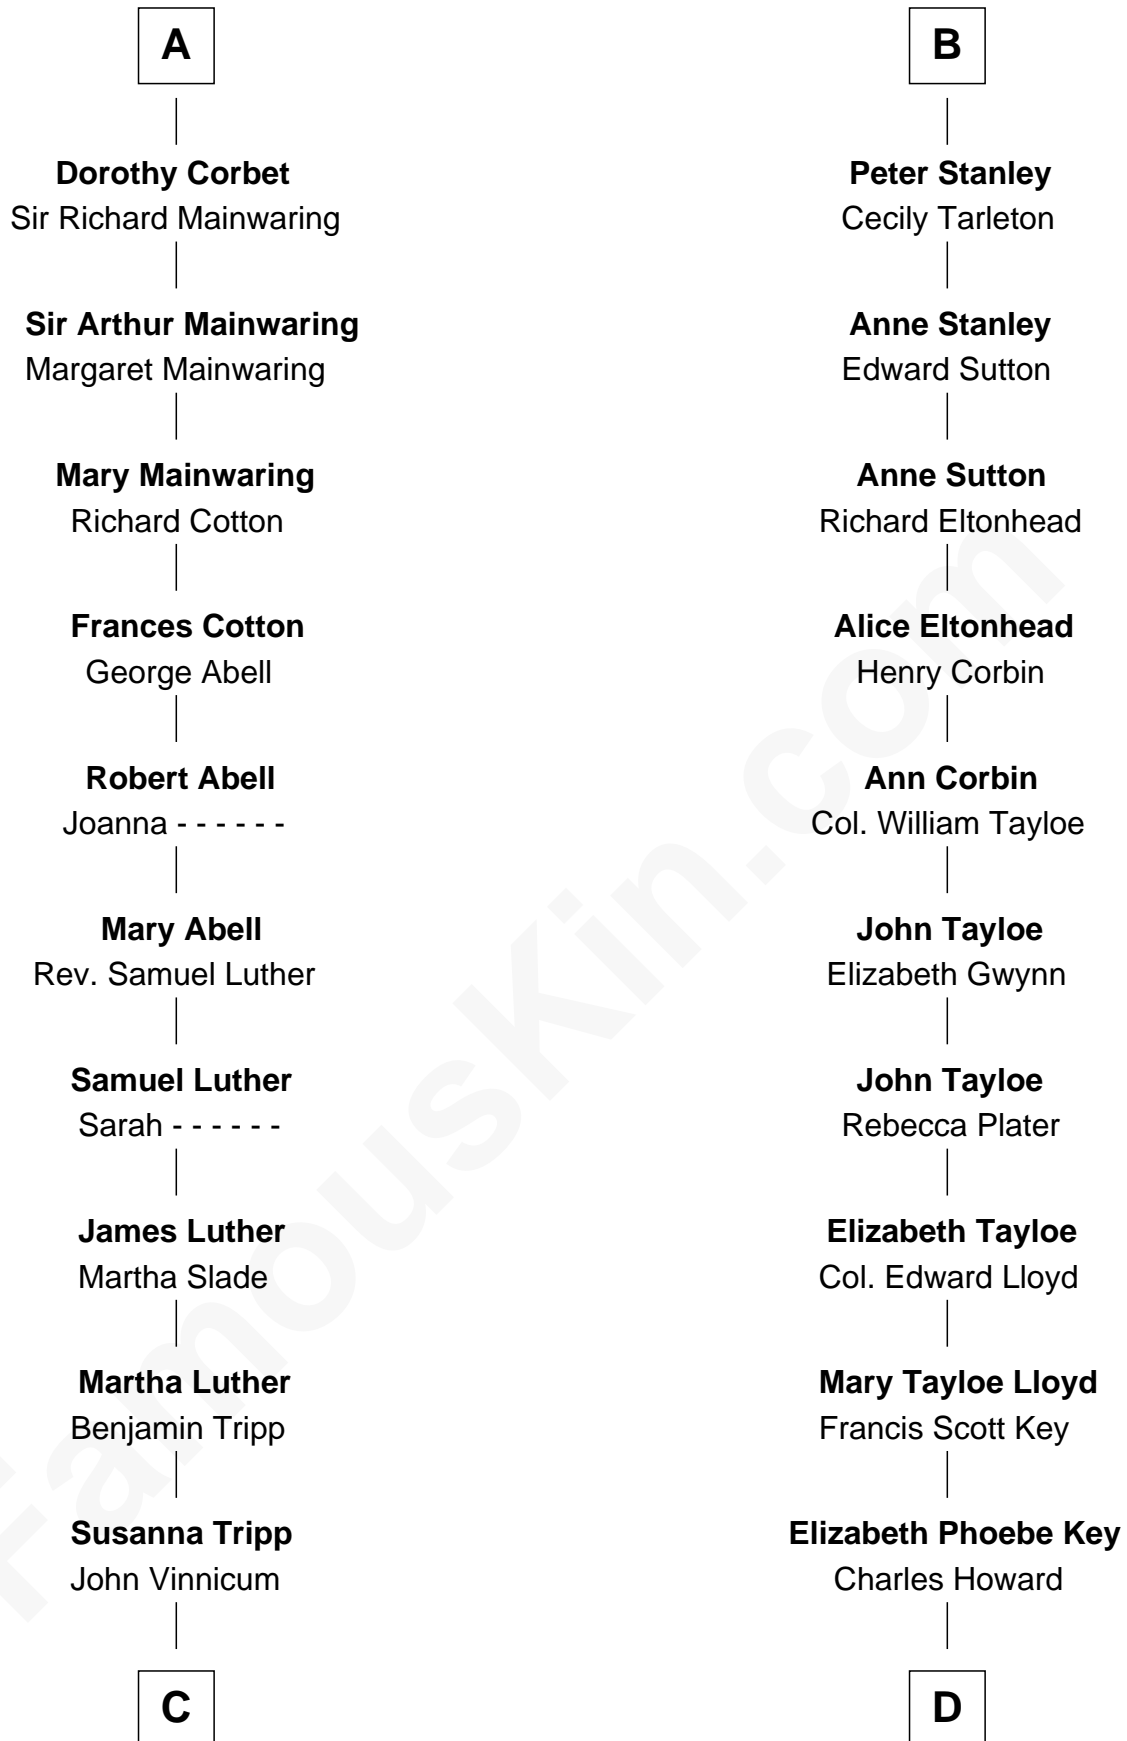 A
Dorothy Corbet
Sir Richard Mainwaring
Sir Arthur Mainwaring
Margaret Mainwaring
Mary Mainwaring
Richard Cotton
Frances Cotton
George Abell
Robert Abell
Joanna - - - - - -
Mary Abell
Rev. Samuel Luther
Samuel Luther
Sarah - - - - - -
James Luther
Martha Slade
Martha Luther
Benjamin Tripp
Susanna Tripp
John Vinnicum
C
B
Peter Stanley
Cecily Tarleton
Anne Stanley
Edward Sutton
Anne Sutton
Richard Eltonhead
Alice Eltonhead
Henry Corbin
Ann Corbin
Col. William Tayloe
John Tayloe
Elizabeth Gwynn
John Tayloe
Rebecca Plater
Elizabeth Tayloe
Col. Edward Lloyd
Mary Tayloe Lloyd
Francis Scott Key
Elizabeth Phoebe Key
Charles Howard
D
FamousKin.com